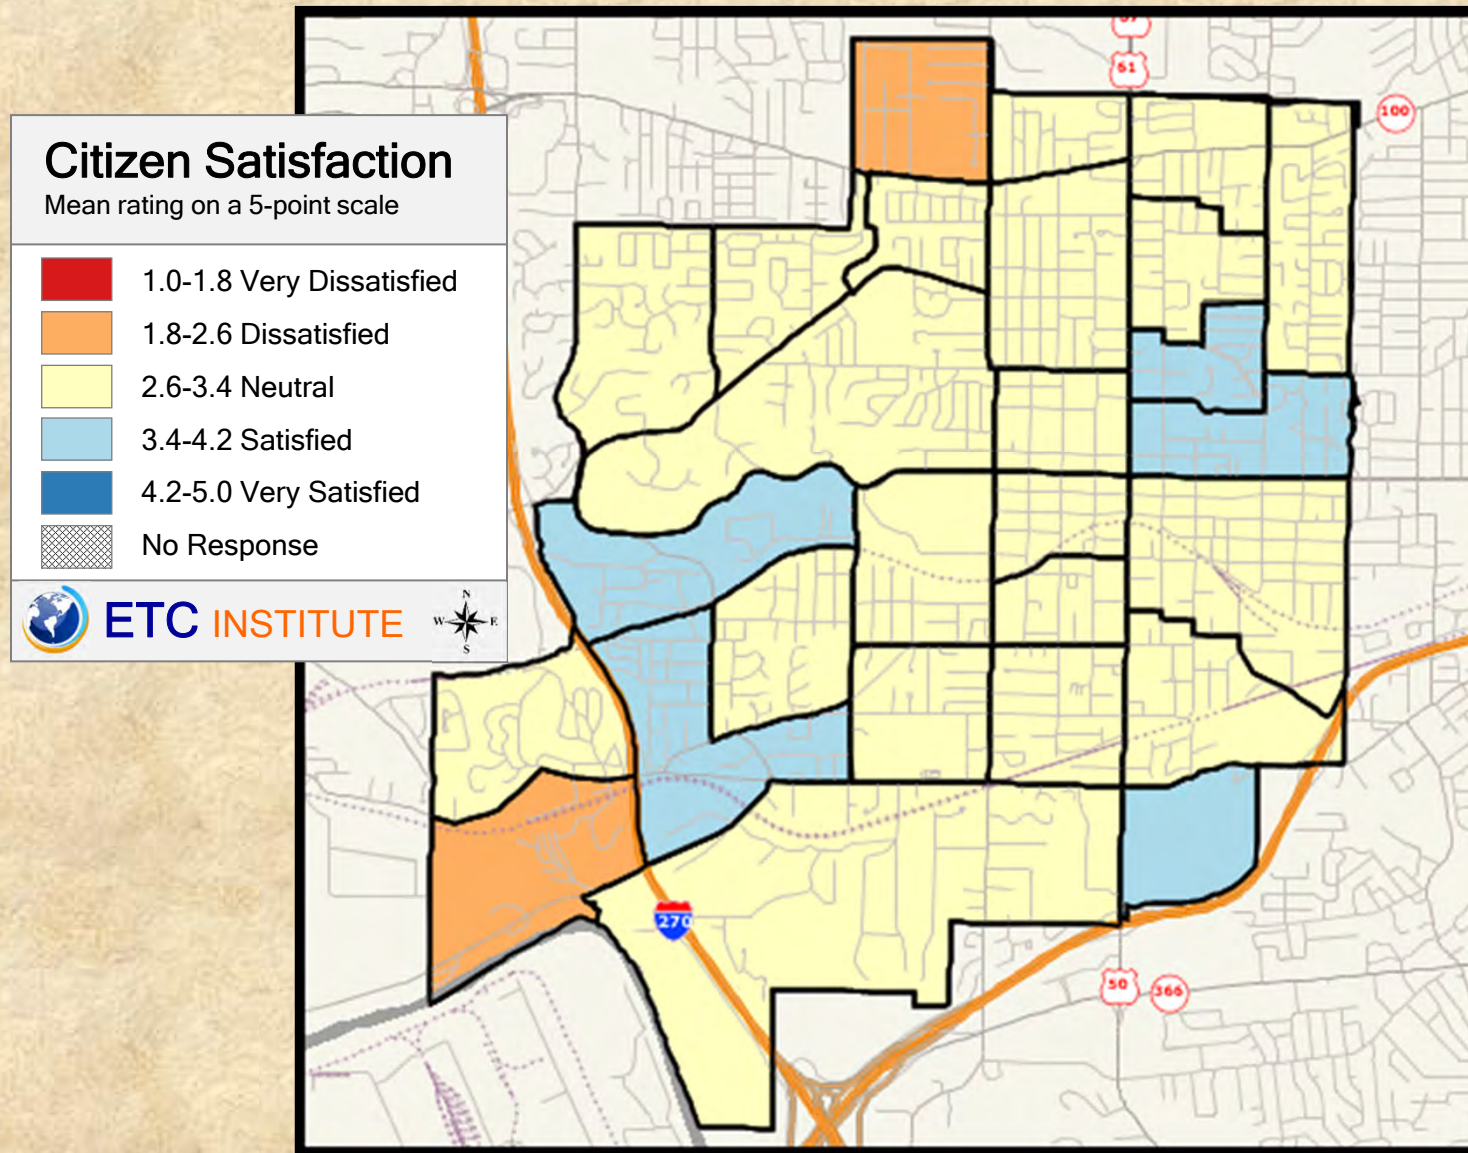 61
100
Citizen Satisfaction
Mean rating on a 5-point scale
1.0-1.8 Very Dissatisfied
1.8-2.6 Dissatisfied
2.6-3.4 Neutral
3.4-4.2 Satisfied
4.2-5.0 Very Satisfied
No Response
ETC INSTITUTE
N
W E
S
270
50 366